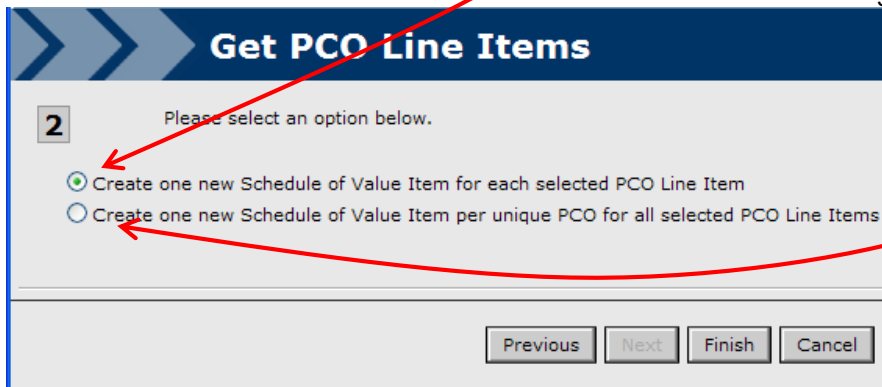 Get PCO Line Items
2
Please select an option below.
Create one new Schedule of Value Item for each selected PCO Line Item
Create one new Schedule of Value Item per unique PCO for all selected PCO Line Items
Previous Next Finish Cancel